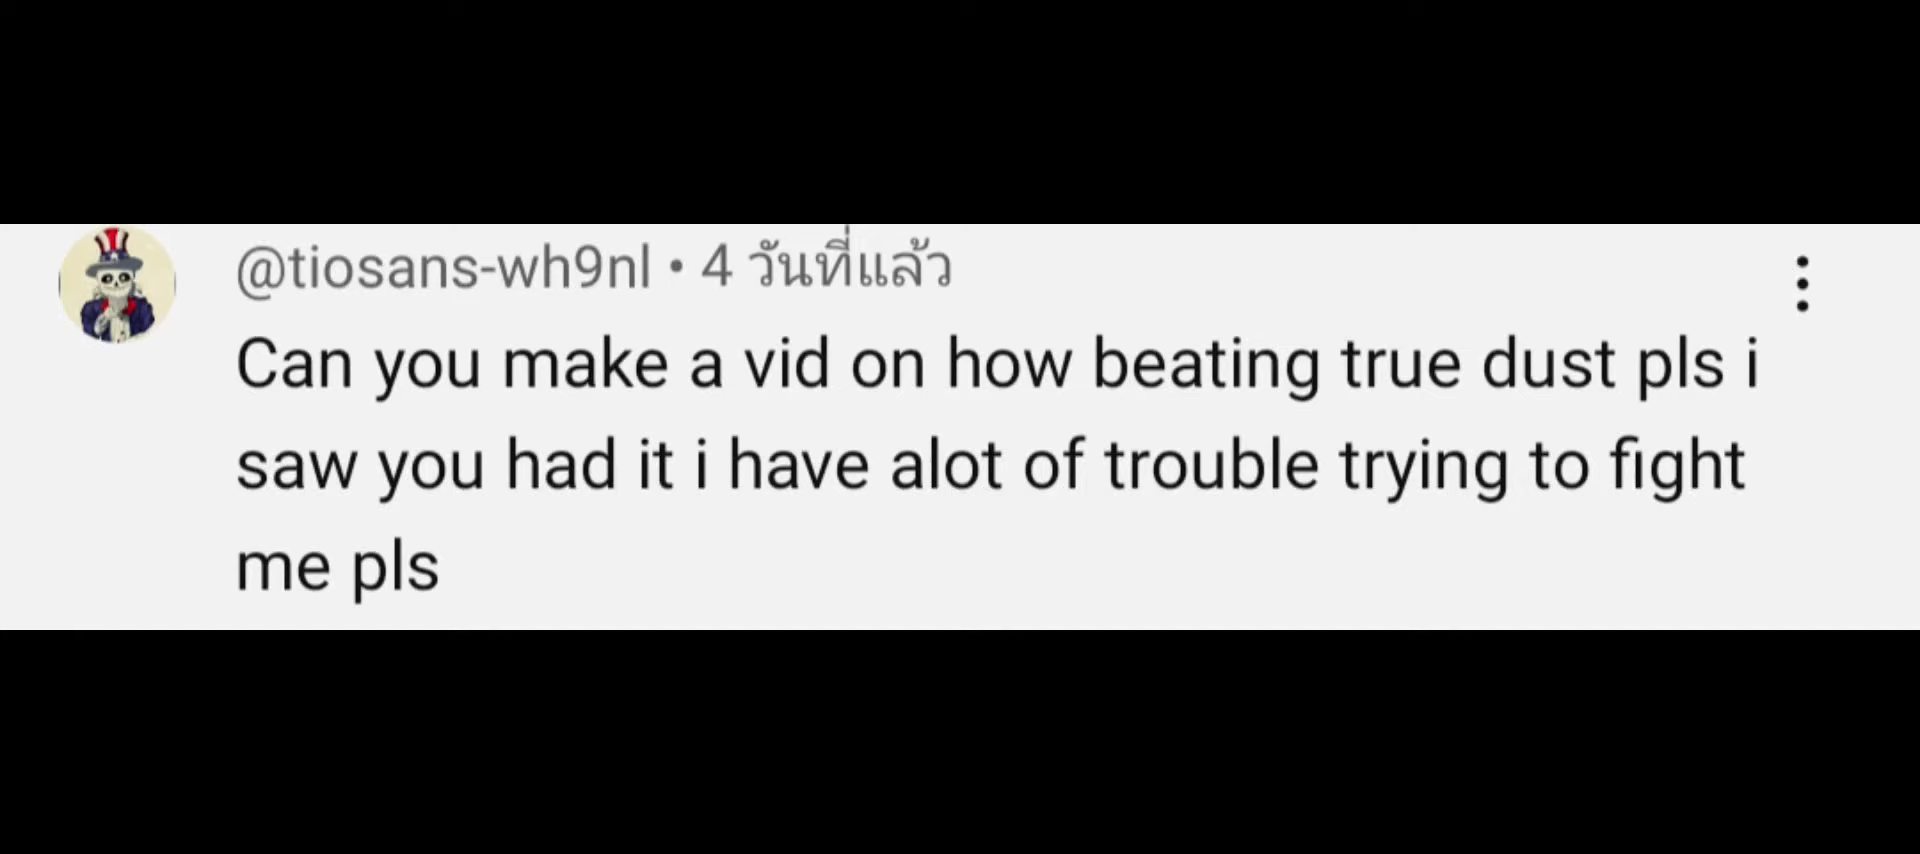 @tiosans-wh9nl • 4 วันที่แล้ว
Can you make a vid on how beating true dust pls i
saw you had it i have alot of trouble trying to fight
me pls